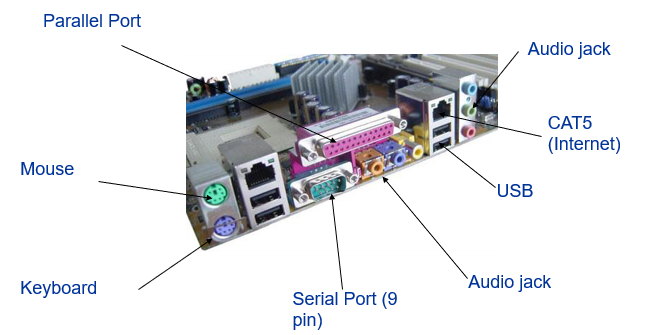 Parallel Port
Audio jack
CAT5
(Internet)
Mouse
USB
Keyboard
Audio jack
Serial Port (9
pin)